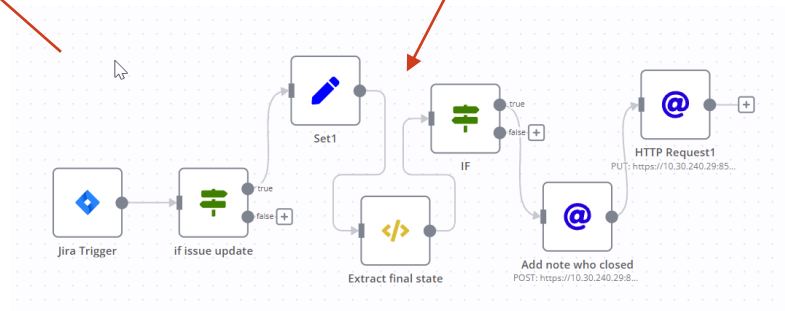 Jira Trigger
if issue update
true
false
Set1
Extract final state
IF
true
false
Add note who closed
POST: https://10.30.240.29:8...
HTTP Request1
PUT: https://10.30.240.29:85...